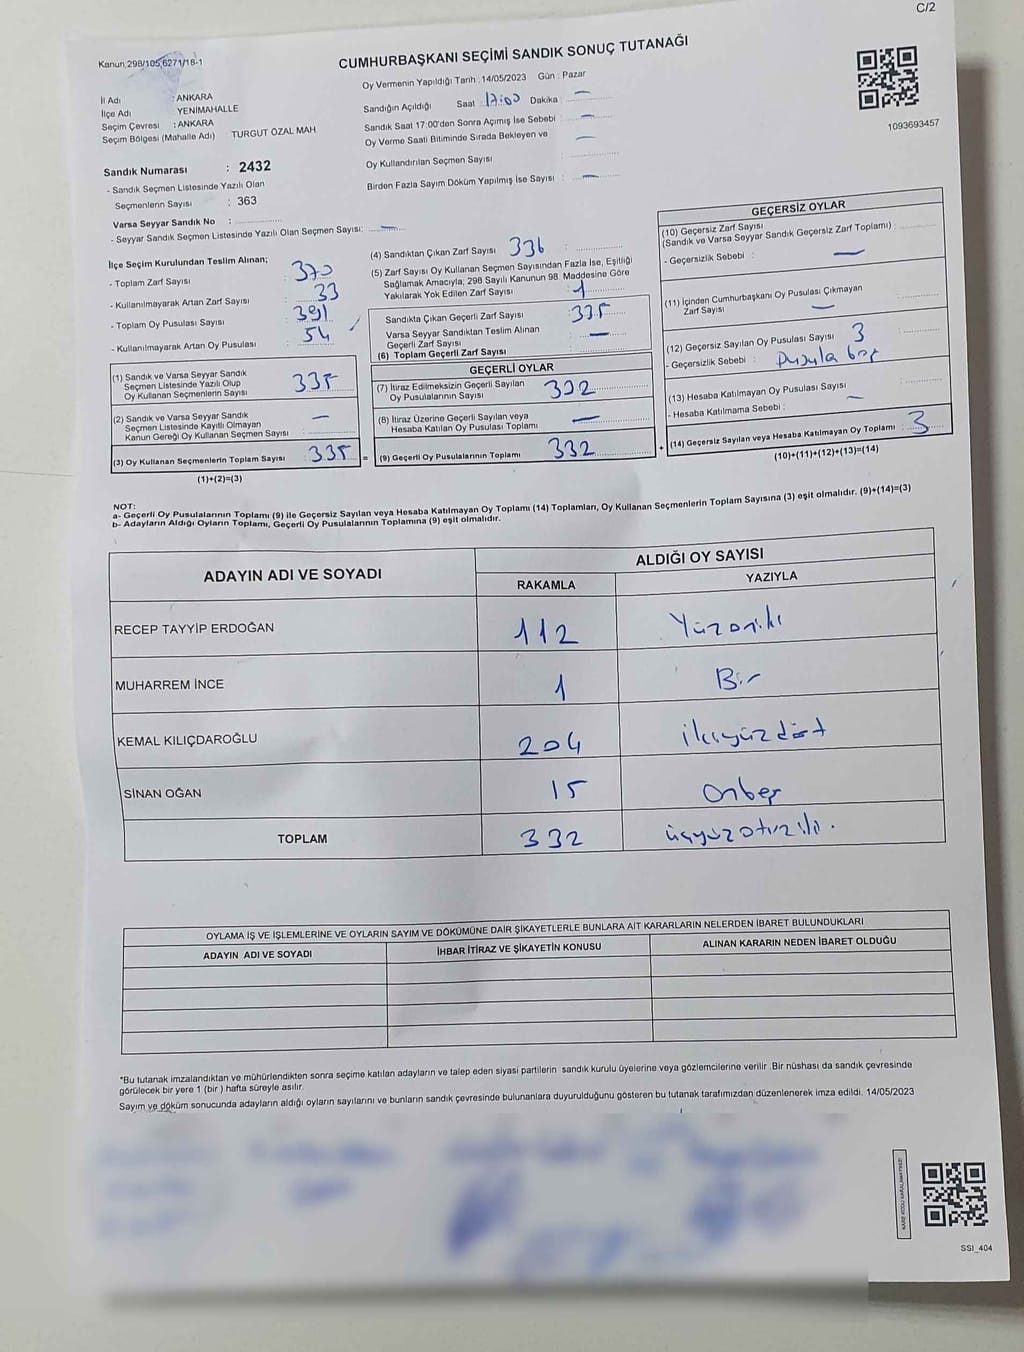 C/2
Kanun 298/105,6271/18-1
CUMHURBAŞKANI SEÇİMİ SANDIK SONUÇ TUTANAĞI
İl Adı : ANKARA
İlçe Adı YENİMAHALLE
Seçim Çevresi : ANKARA
Seçim Bölgesi (Mahalle Adı) TURGUT ÖZAL MAH.
Sandık Numarası : 2432
- Sandık Seçmen Listesinde Yazılı Olan
Seçmenlerin Sayısı : 363
Varsa Seyyar Sandık No :
- Seyyar Sandık Seçmen Listesinde Yazılı Olan Seçmen Sayısı: —
Oy Vermenin Yapıldığı Tarih : 14/05/2023 Gün : Pazar
Sandığın Açıldığı Saat 17:00 Dakika : —
Sandık Saat 17:00'den Sonra Açımış İse Sebebi : —
Oy Verme Saati Bitiminde Sırada Bekleyen ve —
Oy Kullandırılan Seçmen Sayısı :
Birden Fazla Sayım Döküm Yapılmış İse Sayısı : —
1093693457
İlçe Seçim Kurulundan Teslim Alınan;
- Toplam Zarf Sayısı : 370
- Kullanılmayarak Artan Zarf Sayısı : 33
- Toplam Oy Pusulası Sayısı : 391
- Kullanılmayarak Artan Oy Pusulası : 54
(1) Sandık ve Varsa Seyyar Sandık
Seçmen Listesinde Yazılı Olup
Oy Kullanan Seçmenlerin Sayısı : 335
(2) Sandık ve Varsa Seyyar Sandık
Seçmen Listesinde Kayıtlı Olmayan
Kanun Gereği Oy Kullanan Seçmen Sayısı : —
(3) Oy Kullanan Seçmenlerin Toplam Sayısı : 335
(1)+(2)=(3)
=
(4) Sandıktan Çıkan Zarf Sayısı 336 :
(5) Zarf Sayısı Oy Kullanan Seçmen Sayısından Fazla İse, Eşitliği
Sağlamak Amacıyla; 298 Sayılı Kanunun 98. Maddesine Göre
Yakılarak Yok Edilen Zarf Sayısı : 1
Sandıkta Çıkan Geçerli Zarf Sayısı : 335
Varsa Seyyar Sandıktan Teslim Alınan
Geçerli Zarf Sayısı : —
(6) Toplam Geçerli Zarf Sayısı :
GEÇERLİ OYLAR
(7) İtiraz Edilmeksizin Geçerli Sayılan
Oy Pusulalarının Sayısı : 332
(8) İtiraz Üzerine Geçerli Sayılan veya
Hesaba Katılan Oy Pusulası Toplamı : —
(9) Geçerli Oy Pusulalarının Toplamı : 332
+
GEÇERSİZ OYLAR
(10) Geçersiz Zarf Sayısı
(Sandık ve Varsa Seyyar Sandık Geçersiz Zarf Toplamı) :
- Geçersizlik Sebebi : —
(11) İçinden Cumhurbaşkanı Oy Pusulası Çıkmayan
Zarf Sayısı — :
(12) Geçersiz Sayılan Oy Pusulası Sayısı 3 :
- Geçersizlik Sebebi : Pusula boş
(13) Hesaba Katılmayan Oy Pusulası Sayısı :
- Hesaba Katılmama Sebebi : —
(14) Geçersiz Sayılan veya Hesaba Katılmayan Oy Toplamı : 3
(10)+(11)+(12)+(13)=(14)
NOT:
a- Geçerli Oy Pusulalarının Toplamı (9) ile Geçersiz Sayılan veya Hesaba Katılmayan Oy Toplamı (14) Toplamları, Oy Kullanan Seçmenlerin Toplam Sayısına (3) eşit olmalıdır. (9)+(14)=(3)
b- Adayların Aldığı Oyların Toplamı, Geçerli Oy Pusulalarının Toplamına (9) eşit olmalıdır.
ADAYIN ADI VE SOYADI
ALDIĞI OY SAYISI
RAKAMLA YAZIYLA
RECEP TAYYİP ERDOĞAN 112 Yüzoniki
MUHARREM İNCE 1 Bir
KEMAL KILIÇDAROĞLU 204 ikiyüzdört
SİNAN OĞAN 15 Onbeş
TOPLAM 332 üçyüzotuziki.
OYLAMA İŞ VE İŞLEMLERİNE VE OYLARIN SAYIM VE DÖKÜMÜNE DAİR ŞİKAYETLERLE BUNLARA AİT KARARLARIN NELERDEN İBARET BULUNDUKLARI
ADAYIN ADI VE SOYADI İHBAR İTİRAZ VE ŞİKAYETİN KONUSU ALINAN KARARIN NEDEN İBARET OLDUĞU
*Bu tutanak imzalandıktan ve mühürlendikten sonra seçime katılan adayların ve talep eden siyasi partilerin sandık kurulu üyelerine veya gözlemcilerine verilir. Bir nüshası da sandık çevresinde
görülecek bir yere 1 (bir) hafta süreyle asılır.
Sayım ve döküm sonucunda adayların aldığı oyların sayılarını ve bunların sandık çevresinde bulunanlara duyurulduğunu gösteren bu tutanak tarafımızdan düzenlenerek imza edildi. 14/05/2023
KARE KODU KARALAMAYINIZ!
SSI_404